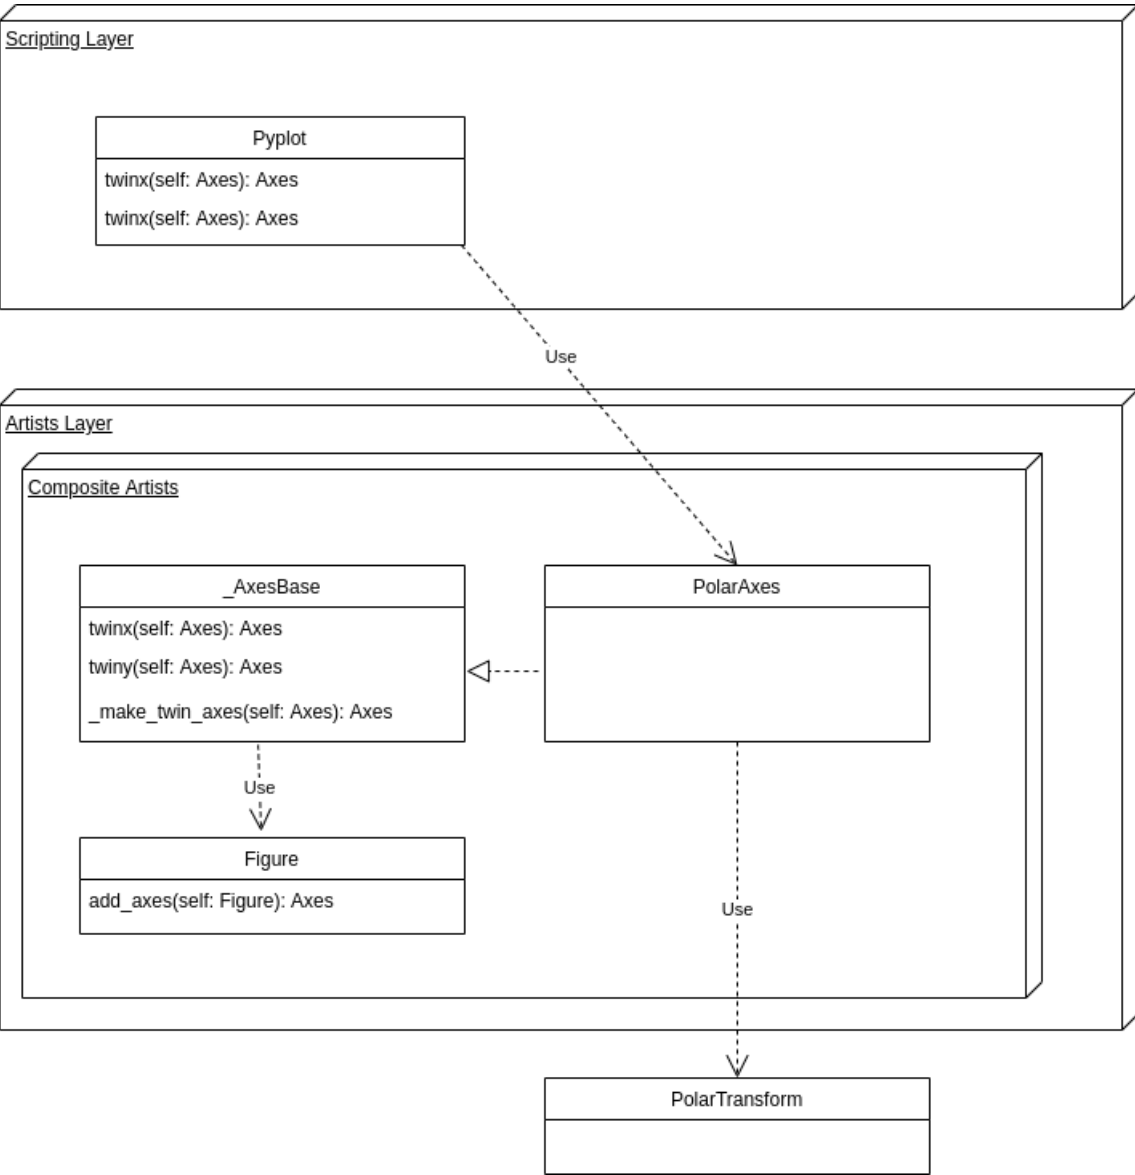 Scripting Layer
Pyplot
twinx(self: Axes): Axes
twinx(self: Axes): Axes
Use
Artists Layer
Composite Artists
_AxesBase
twinx(self: Axes): Axes
twiny(self: Axes): Axes
_make_twin_axes(self: Axes): Axes
PolarAxes
Use
Figure
add_axes(self: Figure): Axes
Use
PolarTransform